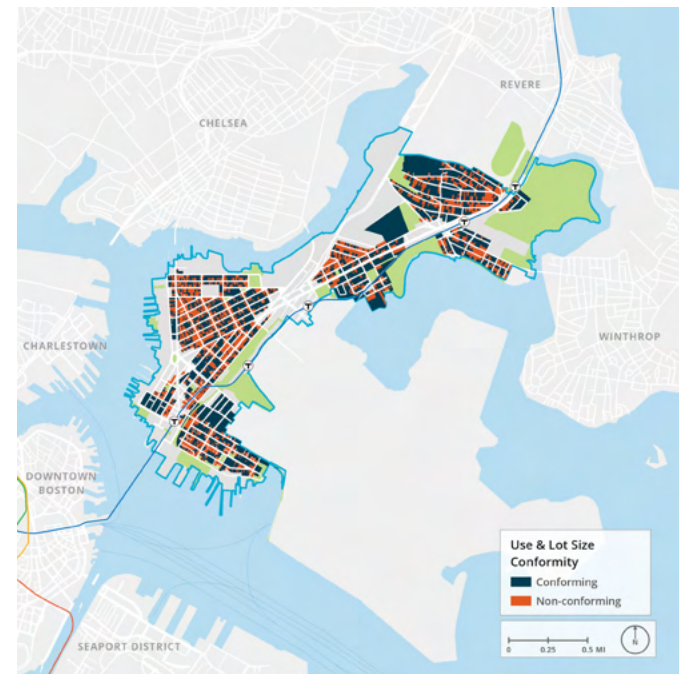 REVERE
CHELSEA
T
T
T
WINTHROP
CHARLESTOWN
T
T
DOWNTOWN
BOSTON
Use & Lot Size
Conformity
Conforming
Non-conforming
0 0.25 0.5 MI
N
SEAPORT DISTRICT